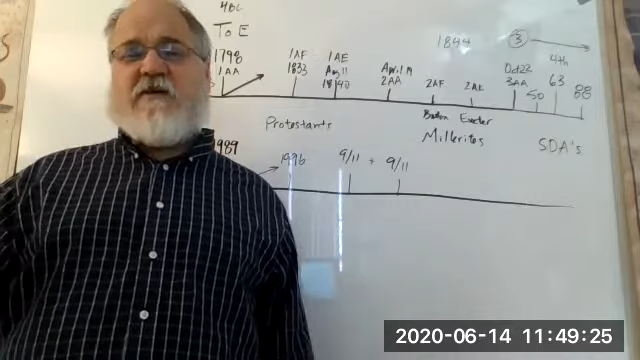 To E
1844 3
4th
1798 1AF 1AE Oct 22 63
1AA 1833 Aug 11 April 19 3AA 50 88
1840 2AA 2AF 2AE
Boston Exeter
Protestants Millerites SDA's
1989 1996 9/11 + 9/11
2020-06-14 11:49:25